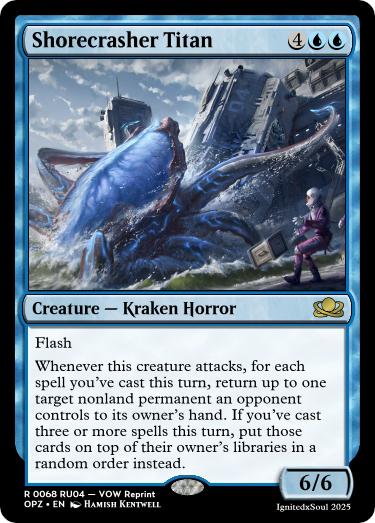 Shorecrasher Titan 4
Creature — Kraken Horror
Flash
Whenever this creature attacks, for each
spell you've cast this turn, return up to one
target nonland permanent an opponent
controls to its owner's hand. If you've cast
three or more spells this turn, put those
cards on top of their owner's libraries in a
random order instead.
6/6
R 0068 RU04 — VOW Reprint
OPZ • EN Hamish Kentwell
IgnitedxSoul 2025